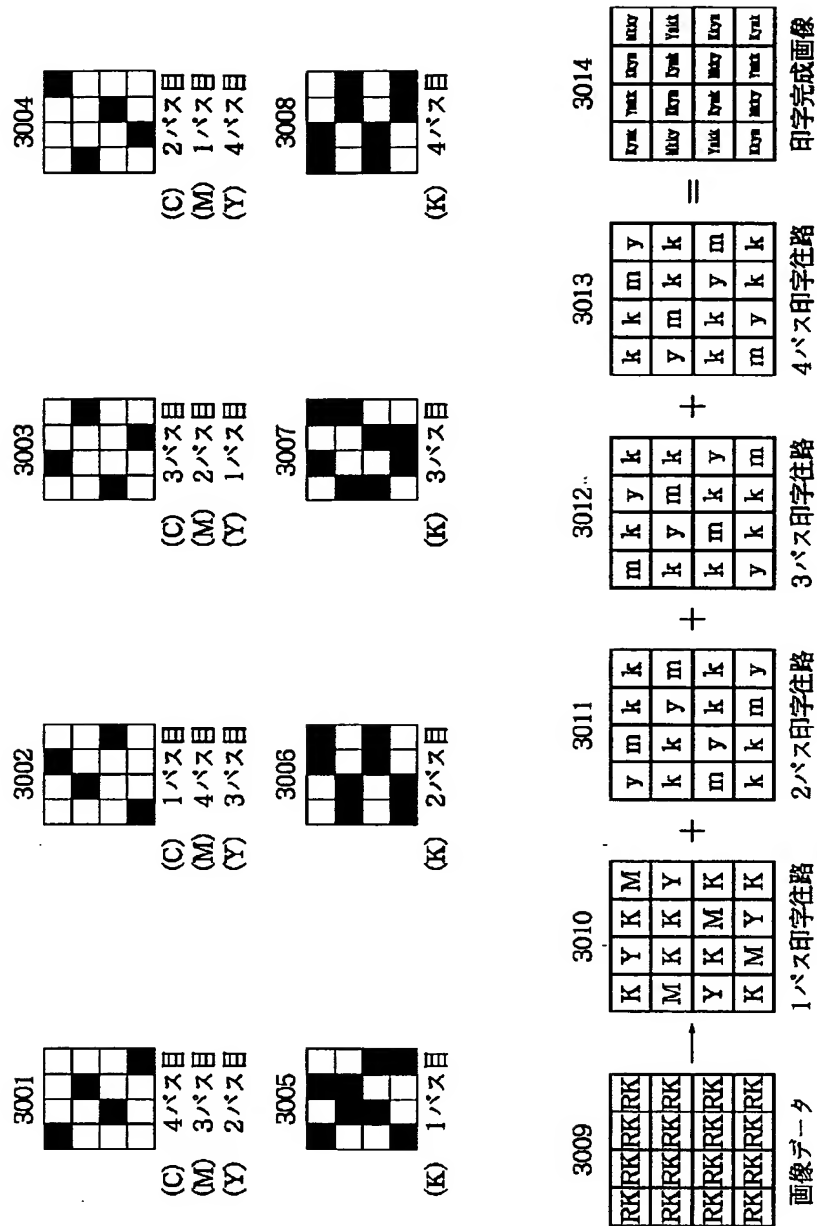 3001
(C) 4パス目
(M) 3パス目
(Y) 2パス目
3002
(C) 1パス目
(M) 4パス目
(Y) 3パス目
3003
(C) 3パス目
(M) 2パス目
(Y) 1パス目
3004
(C) 2パス目
(M) 1パス目
(Y) 4パス目
3005
(K) 1パス目
3006
(K) 2パス目
3007
(K) 3パス目
3008
(K) 4パス目
3009
RK RK RK RK
RK RK RK RK
RK RK RK RK
RK RK RK RK
画像データ
3010
K Y K M
M K K Y
Y K M K
K M Y K
1パス印字往路
+
3011
y m k k
k k y m
m y k k
k k m y
2パス印字往路
+
3012
m k y k
k y m k
k m k y
y k k m
3パス印字往路
+
3013
k k m y
y m k k
k k y m
m y k k
4パス印字往路
=
3014
印字完成画像